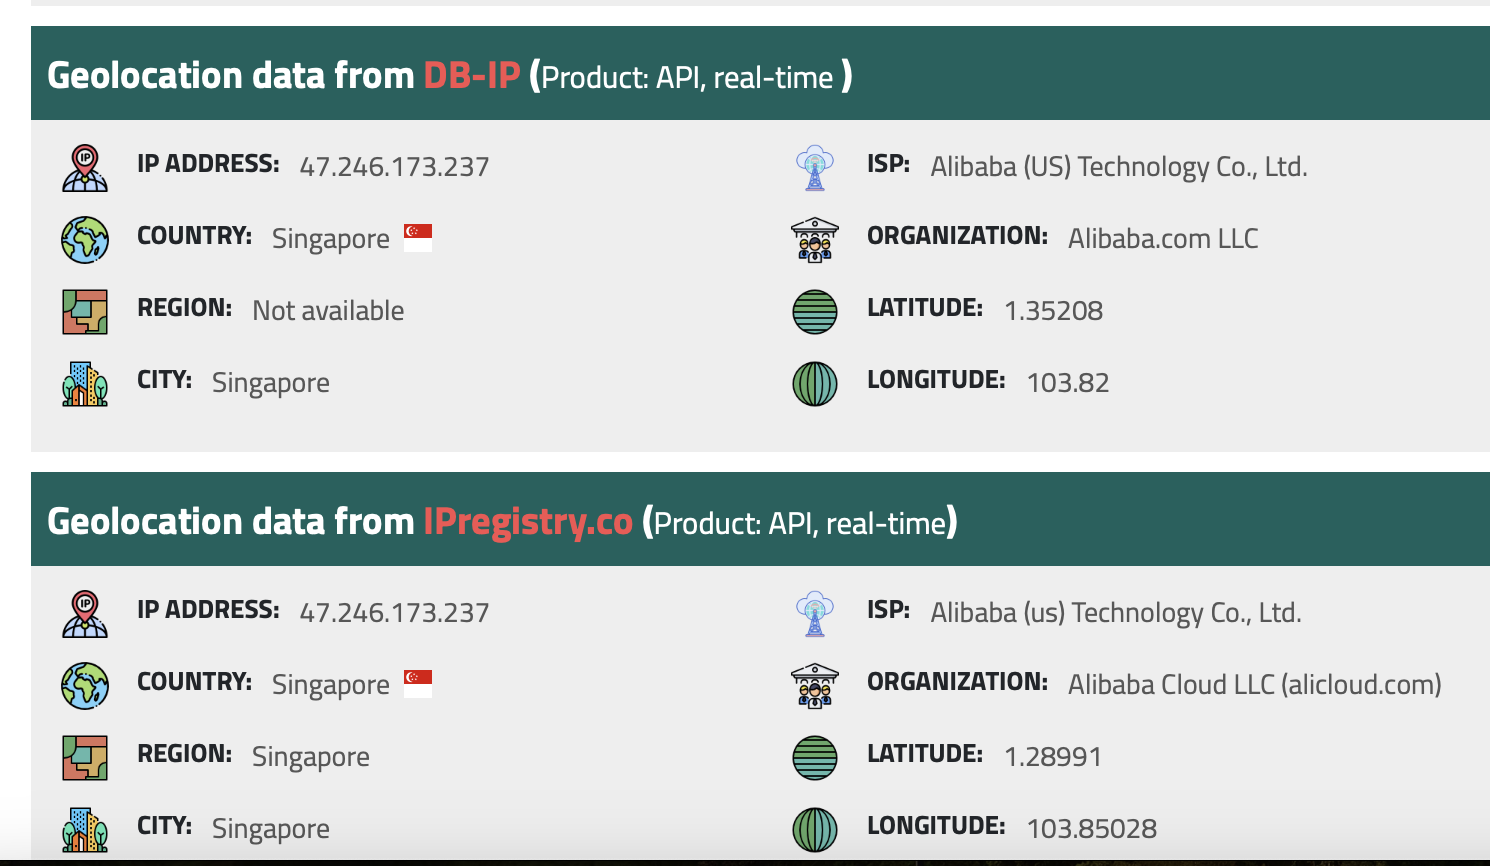 Geolocation data from DB-IP (Product: API, real-time )
IP ADDRESS: 47.246.173.237
ISP: Alibaba (US) Technology Co., Ltd.
COUNTRY: Singapore
ORGANIZATION: Alibaba.com LLC
REGION: Not available
LATITUDE: 1.35208
CITY: Singapore
LONGITUDE: 103.82
Geolocation data from IPregistry.co (Product: API, real-time)
IP ADDRESS: 47.246.173.237
ISP: Alibaba (us) Technology Co., Ltd.
COUNTRY: Singapore
ORGANIZATION: Alibaba Cloud LLC (alicloud.com)
REGION: Singapore
LATITUDE: 1.28991
CITY: Singapore
LONGITUDE: 103.85028